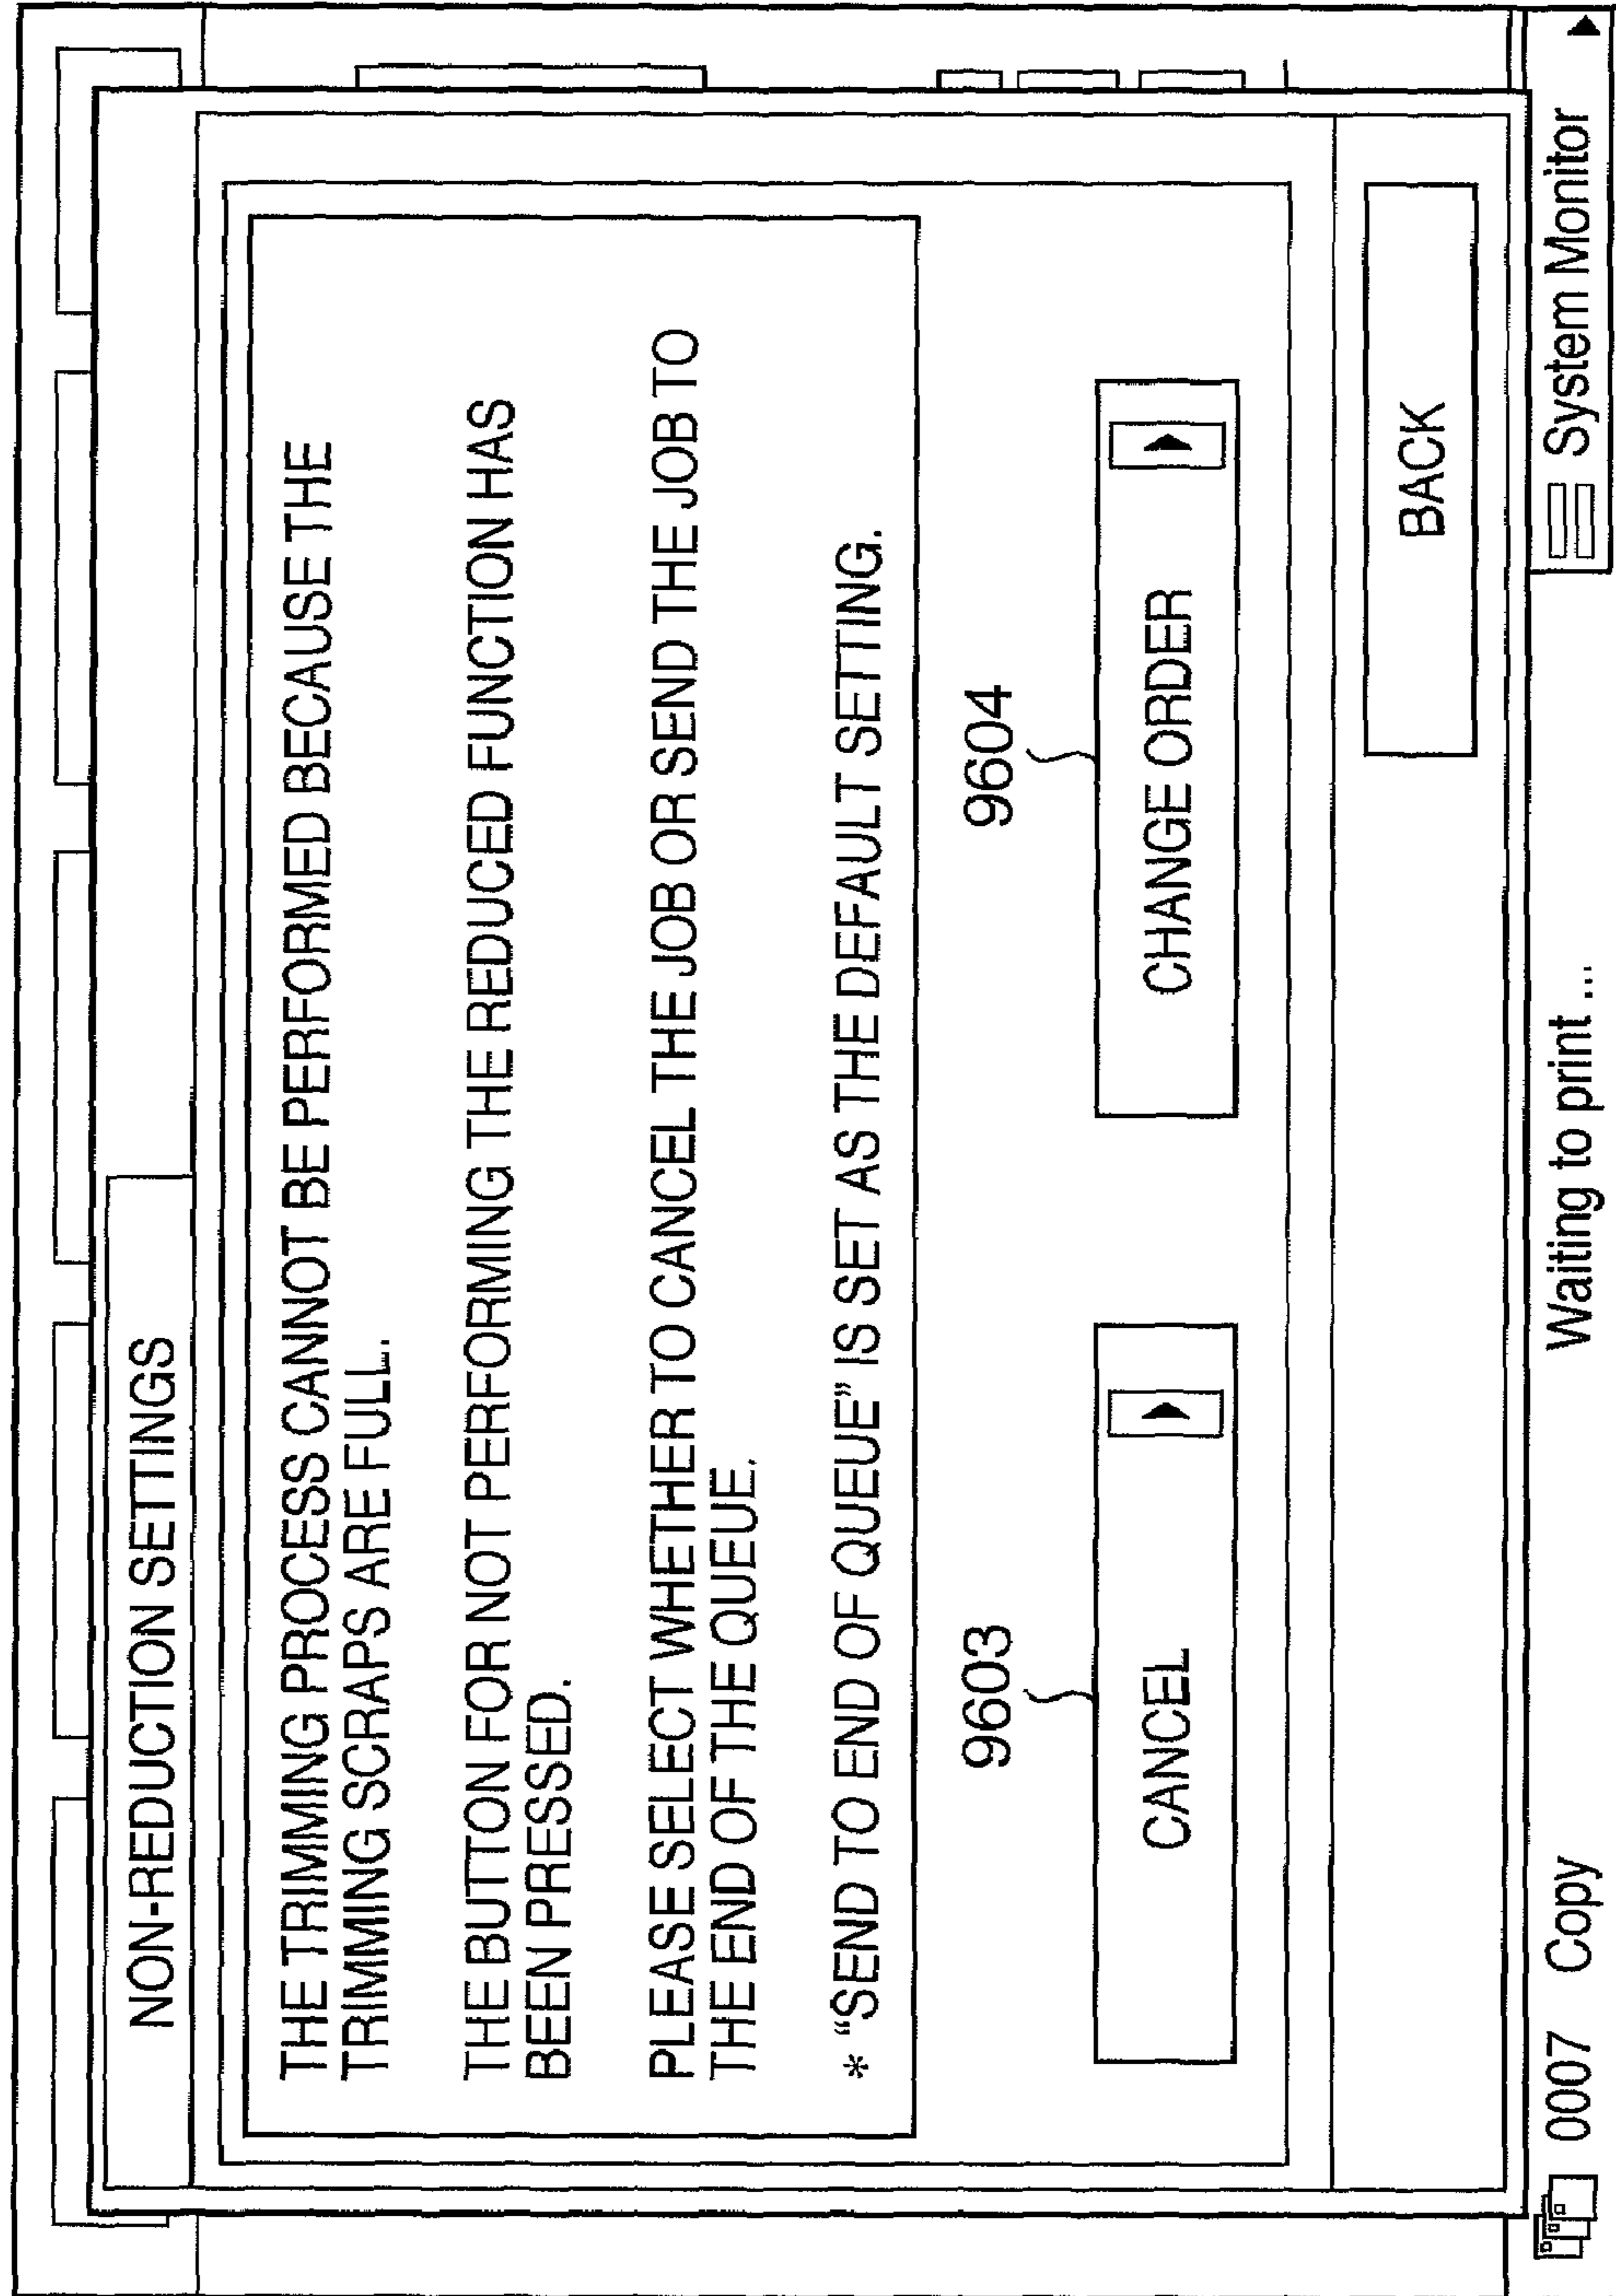 NON-REDUCTION SETTINGS
THE TRIMMING PROCESS CANNOT BE PERFORMED BECAUSE THE
TRIMMING SCRAPS ARE FULL.
THE BUTTON FOR NOT PERFORMING THE REDUCED FUNCTION HAS
BEEN PRESSED.
PLEASE SELECT WHETHER TO CANCEL THE JOB OR SEND THE JOB TO
THE END OF THE QUEUE.
* “SEND TO END OF QUEUE” IS SET AS THE DEFAULT SETTING.
9603
9604
CANCEL
CHANGE ORDER
BACK
0007 Copy Waiting to print ... System Monitor